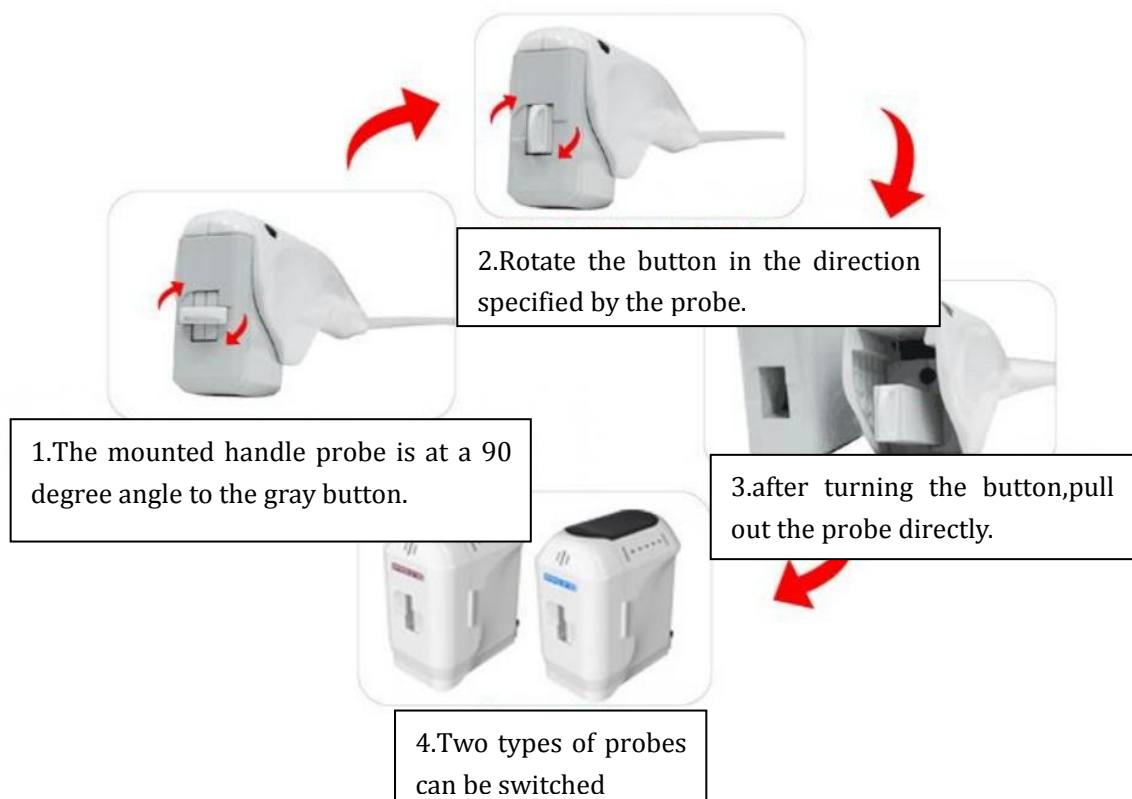 2.Rotate the button in the direction
specified by the probe.
1.The mounted handle probe is at a 90
degree angle to the gray button.
3.after turning the button,pull
out the probe directly.
4.Two types of probes
can be switched